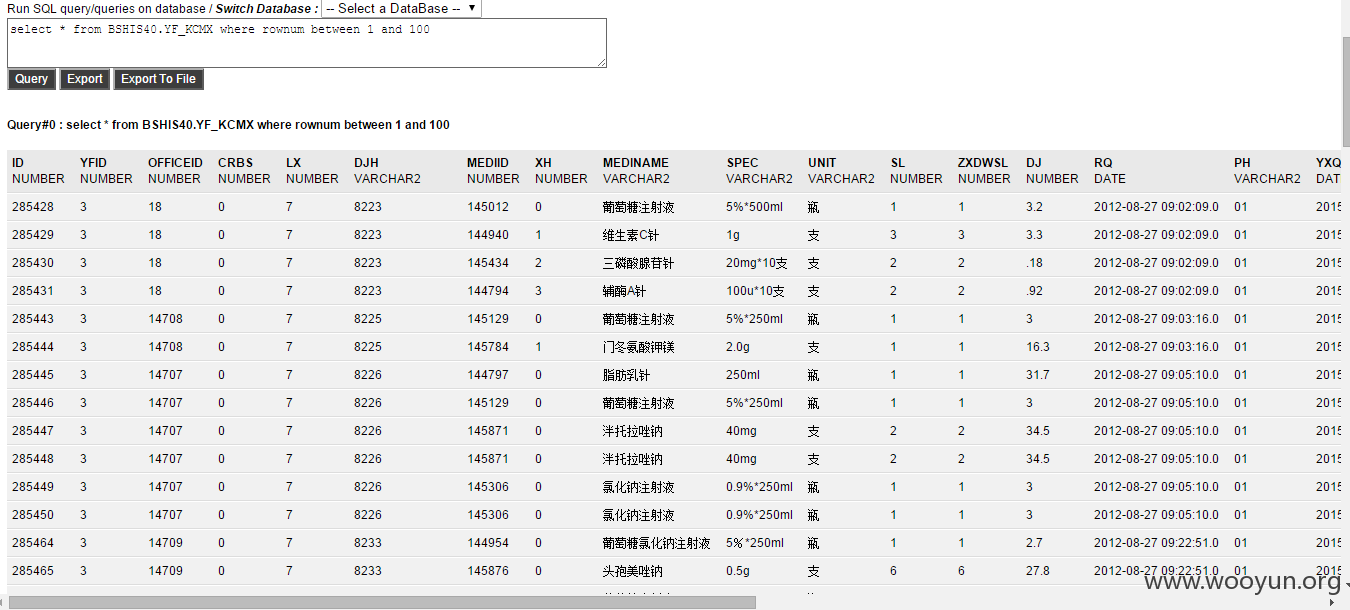 Run SQL query/queries on database / Switch Database : -- Select a DataBase --
select * from BSHIS40.YF_KCMX where rownum between 1 and 100
Query Export Export To File
Query#0 : select * from BSHIS40.YF_KCMX where rownum between 1 and 100
ID YFID OFFICEID CRBS LX DJH MEDIID XH MEDINAME SPEC UNIT SL ZXDWSL DJ RQ PH YXQ
NUMBER NUMBER NUMBER NUMBER NUMBER VARCHAR2 NUMBER NUMBER VARCHAR2 VARCHAR2 VARCHAR2 NUMBER NUMBER NUMBER DATE VARCHAR2 DAT
285428 3 18 0 7 8223 145012 0 葡萄糖注射液 5%*500ml 瓶 1 1 3.2 2012-08-27 09:02:09.0 01 2015
285429 3 18 0 7 8223 144940 1 维生素C针 1g 支 3 3 3.3 2012-08-27 09:02:09.0 01 2015
285430 3 18 0 7 8223 145434 2 三磷酸腺苷针 20mg*10支 支 2 2 .18 2012-08-27 09:02:09.0 01 2015
285431 3 18 0 7 8223 144794 3 辅酶A针 100u*10支 支 2 2 .92 2012-08-27 09:02:09.0 01 2015
285443 3 14708 0 7 8225 145129 0 葡萄糖注射液 5%*250ml 瓶 1 1 3 2012-08-27 09:03:16.0 01 2015
285444 3 14708 0 7 8225 145784 1 门冬氨酸钾镁 2.0g 支 1 1 16.3 2012-08-27 09:03:16.0 01 2015
285445 3 14707 0 7 8226 144797 0 脂肪乳针 250ml 瓶 1 1 31.7 2012-08-27 09:05:10.0 01 2015
285446 3 14707 0 7 8226 145129 0 葡萄糖注射液 5%*250ml 瓶 1 1 3 2012-08-27 09:05:10.0 01 2015
285447 3 14707 0 7 8226 145871 0 泮托拉唑钠 40mg 支 2 2 34.5 2012-08-27 09:05:10.0 01 2015
285448 3 14707 0 7 8226 145871 0 泮托拉唑钠 40mg 支 2 2 34.5 2012-08-27 09:05:10.0 01 2015
285449 3 14707 0 7 8226 145306 0 氯化钠注射液 0.9%*250ml 瓶 1 1 3 2012-08-27 09:05:10.0 01 2015
285450 3 14707 0 7 8226 145306 0 氯化钠注射液 0.9%*250ml 瓶 1 1 3 2012-08-27 09:05:10.0 01 2015
285464 3 14709 0 7 8233 144954 0 葡萄糖氯化钠注射液 5%*250ml 瓶 1 1 2.7 2012-08-27 09:22:51.0 01 2015
285465 3 14709 0 7 8233 145876 0 头孢美唑钠 0.5g 支 6 6 27.8 2012-08-27 09:22:51.0 01 2015
www.wooyun.org